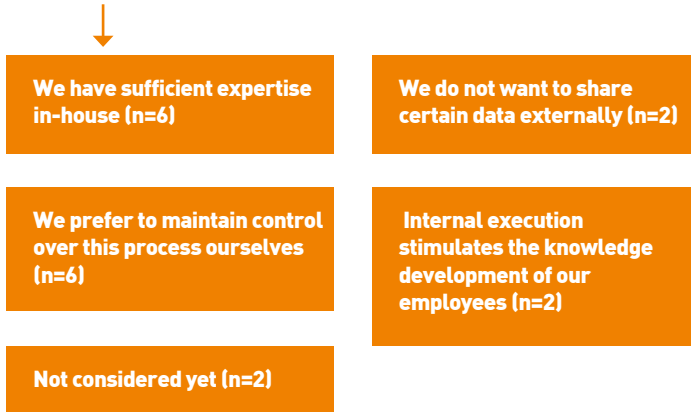 We have sufficient expertise
in-house (n=6)
We do not want to share
certain data externally (n=2)
We prefer to maintain control
over this process ourselves
(n=6)
Internal execution
stimulates the knowledge
development of our
employees (n=2)
Not considered yet (n=2)